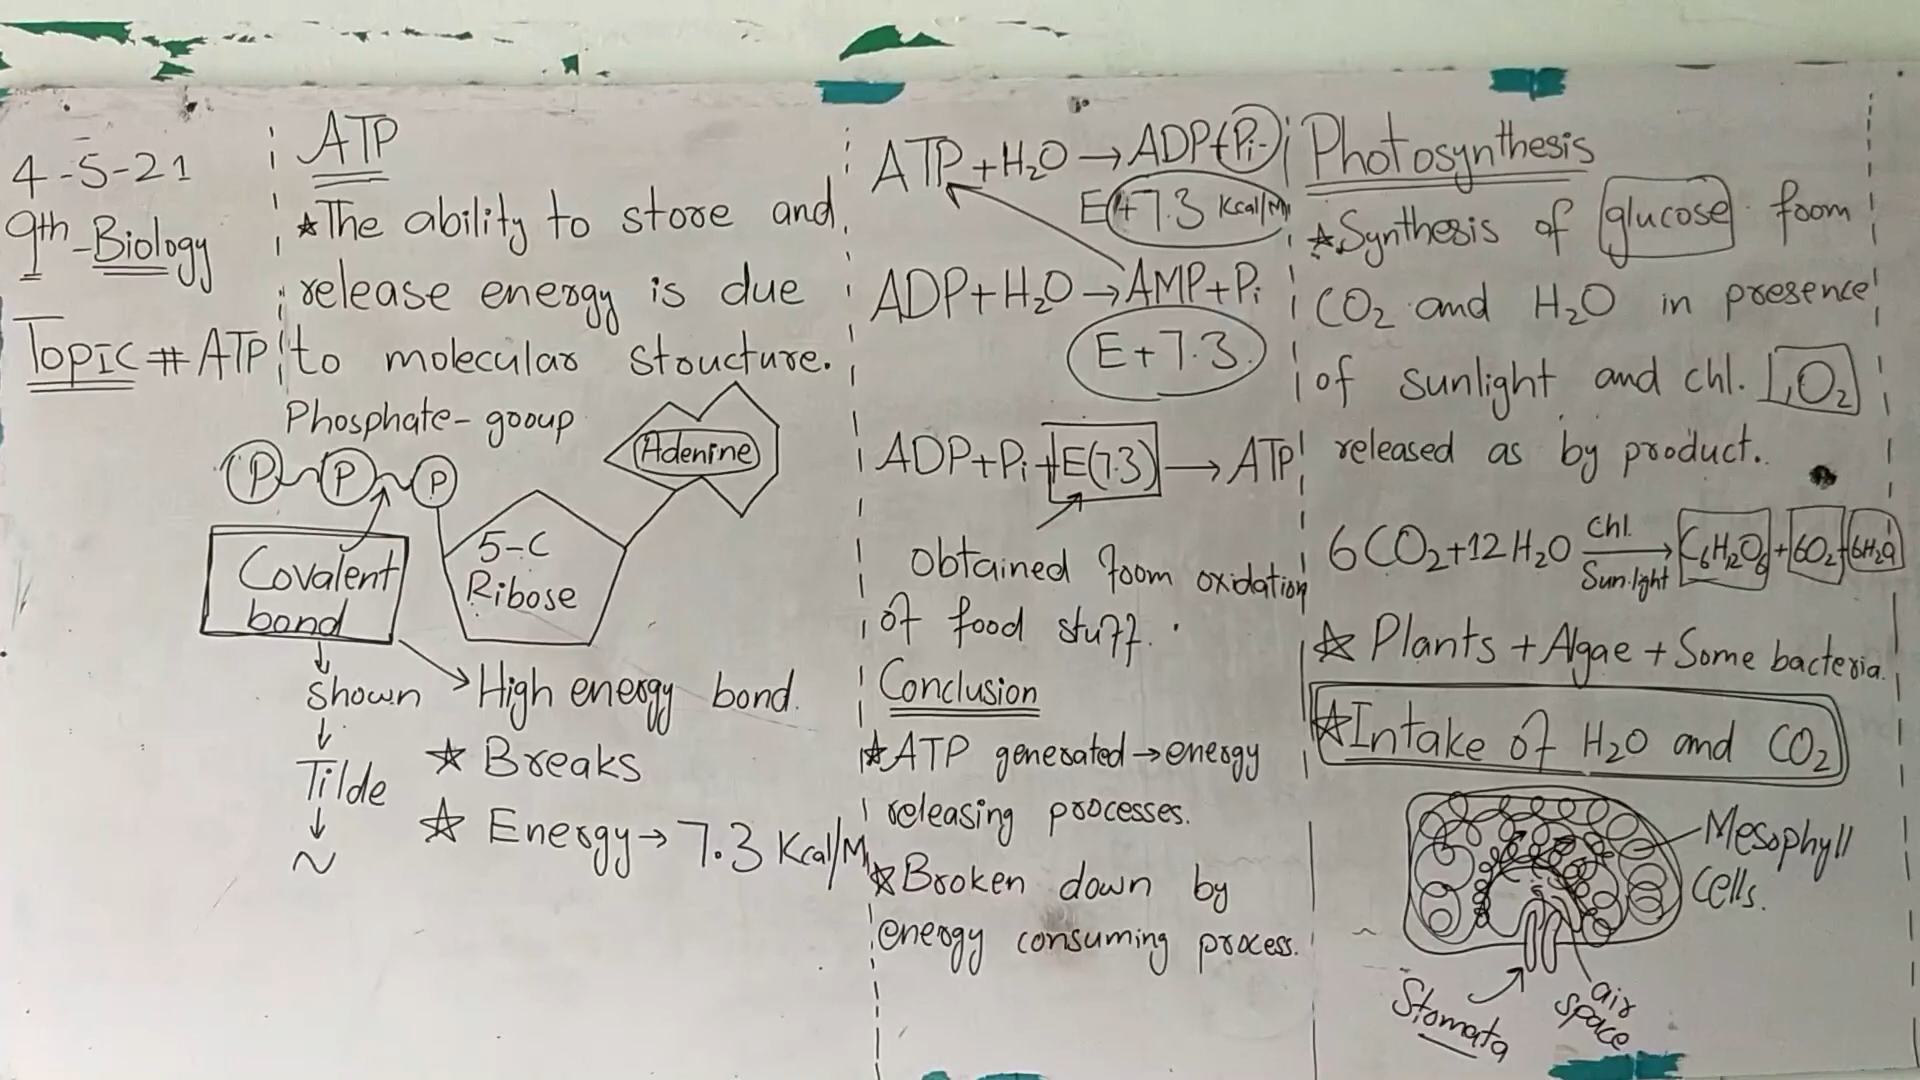 4-5-21
9th-Biology
Topic # ATP
ATP
★The ability to store and
release energy is due
to molecular structure.
Phosphate-group
P~P~P
Adenine
5-C
Ribose
Covalent
bond
↓
shown
↓
Tilde
↓
~
→High energy bond.
★ Breaks
★ Energy→ 7.3 Kcal/M
ATP+H₂O→ADP+Pi
E+7.3 Kcal/M
ADP+H₂O→AMP+Pi
E+7.3
ADP+Pi+E(7.3)→ATP
Obtained from oxidation
of food stuff.
Conclusion
★ATP generated→energy
releasing processes.
★Broken down by
energy consuming process.
Photosynthesis
★Synthesis of glucose from
CO₂ and H₂O in presence
of sunlight and chl. O₂
released as by product.
Chl.
6CO₂+12H₂O→C₆H₁₂O₆+6O₂+6H₂O
Sunlight
★ Plants+Algae+Some bacteria.
★Intake of H₂O and CO₂
Mesophyll
Cells.
Stomata
air
space